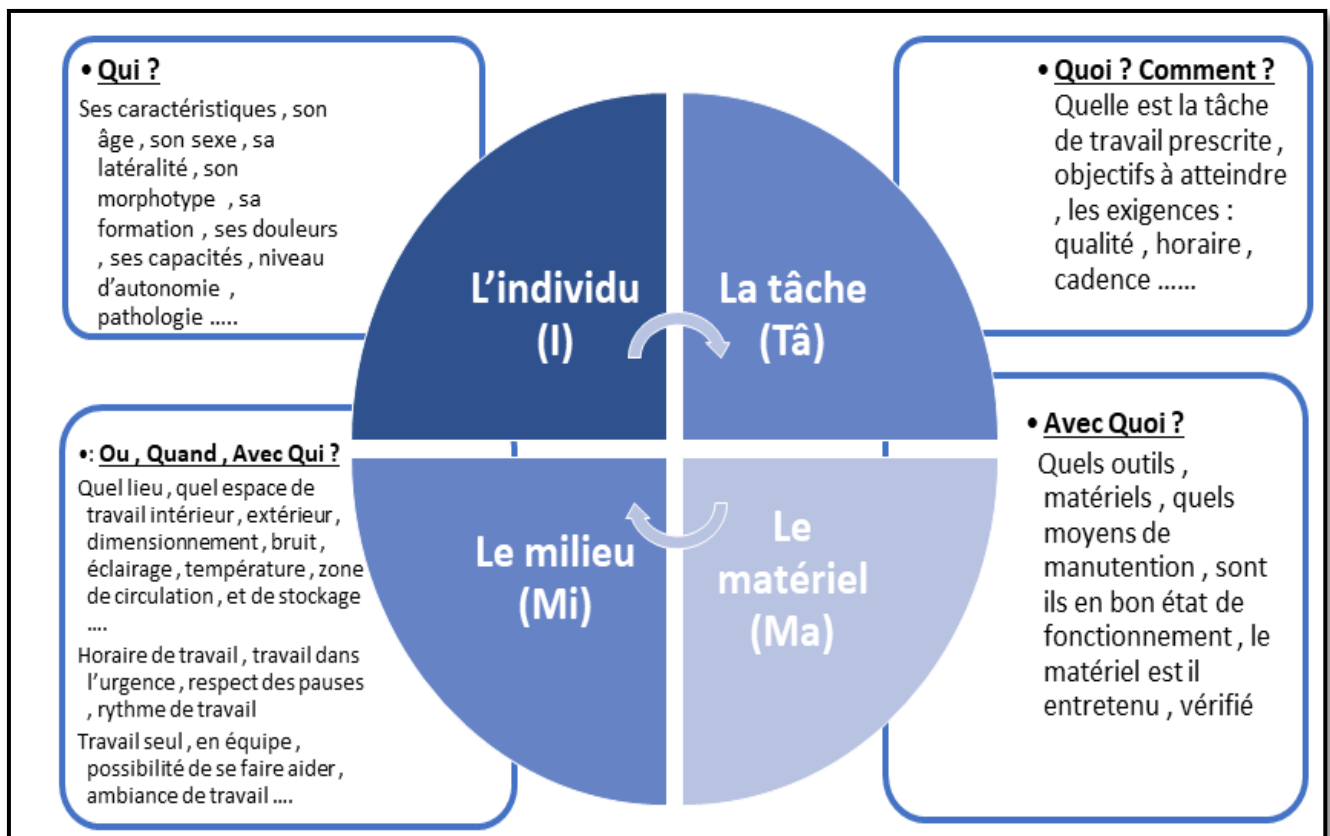 • Qui ?
Ses caractéristiques , son
âge , son sexe , sa
latéralité , son
morphotype , sa
formation , ses douleurs
, ses capacités , niveau
d'autonomie ,
pathologie .....
• Quoi ? Comment ?
Quelle est la tâche
de travail prescrite ,
objectifs à atteindre
, les exigences :
qualité , horaire ,
cadence ......
L'individu
(I)
La tâche
(Tâ)
Le milieu
(Mi)
Le
matériel
(Ma)
•: Ou , Quand , Avec Qui ?
Quel lieu , quel espace de
travail intérieur , extérieur ,
dimensionnement , bruit ,
éclairage , température , zone
de circulation , et de stockage
....
Horaire de travail , travail dans
l'urgence , respect des pauses
, rythme de travail
Travail seul , en équipe ,
possibilité de se faire aider ,
ambiance de travail ....
• Avec Quoi ?
Quels outils ,
matériels , quels
moyens de
manutention , sont
ils en bon état de
fonctionnement , le
matériel est il
entretenu , vérifié